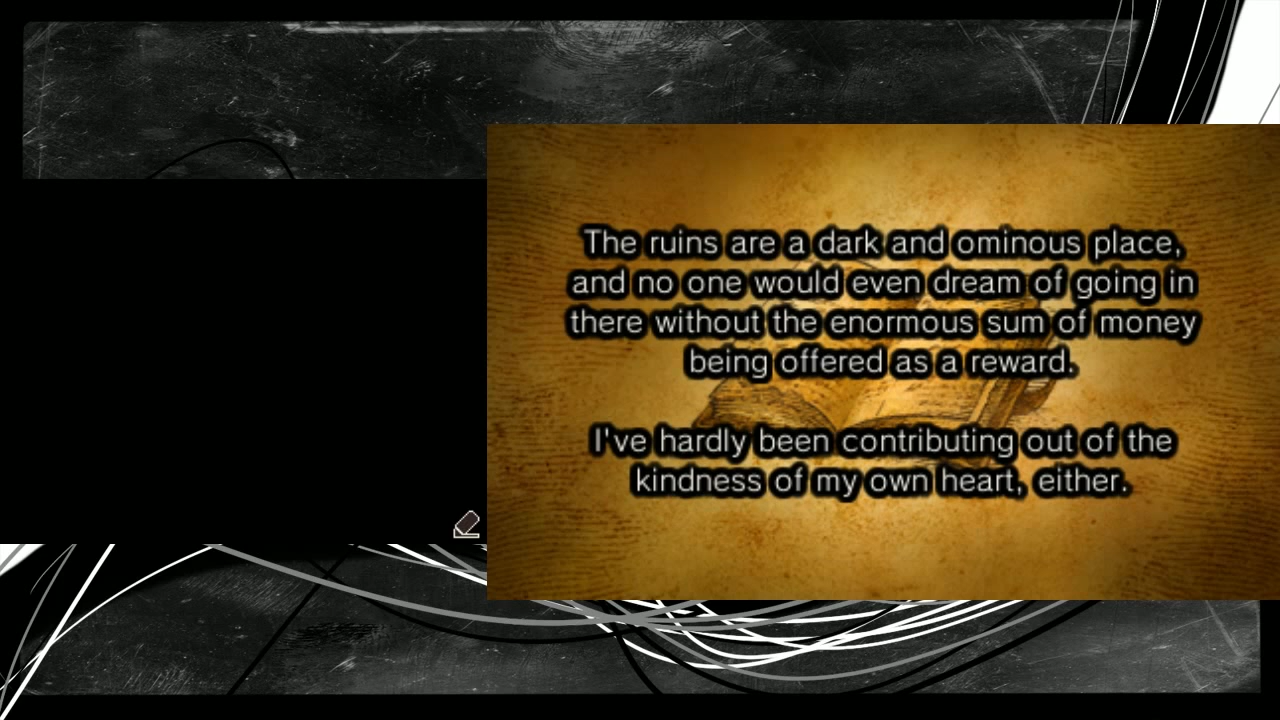 The ruins are a dark and ominous place,
and no one would even dream of going in
there without the enormous sum of money
being offered as a reward.
I've hardly been contributing out of the
kindness of my own heart, either.